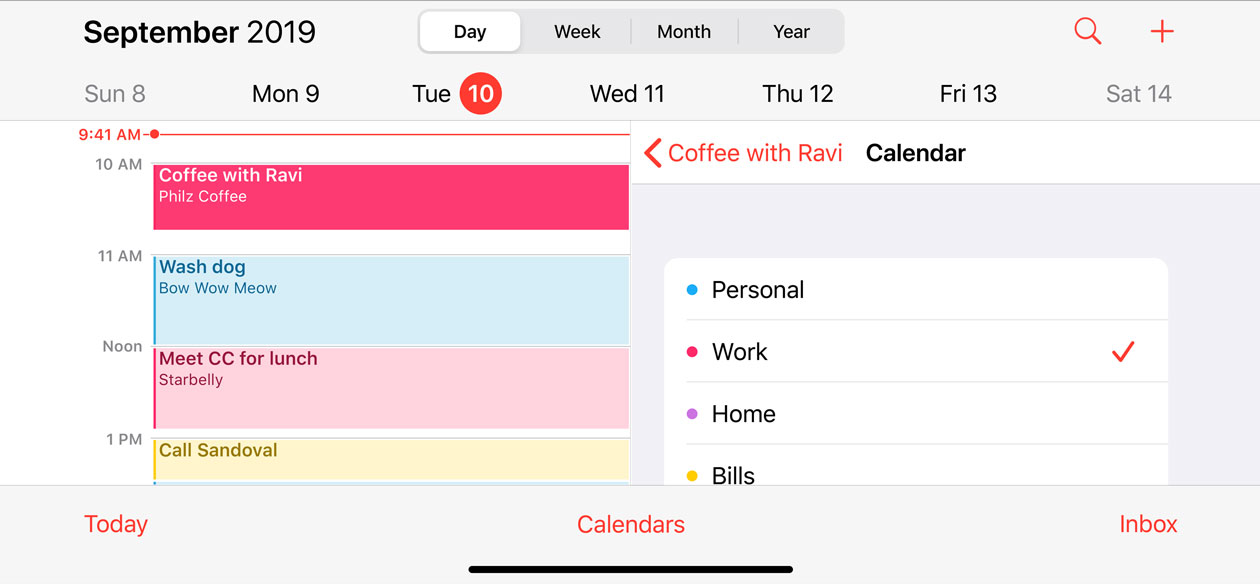 September 2019
Day Week Month Year
Sun 8 Mon 9 Tue 10 Wed 11 Thu 12 Fri 13 Sat 14
9:41 AM
10 AM
Coffee with Ravi
Philz Coffee
11 AM
Wash dog
Bow Wow Meow
Noon
Meet CC for lunch
Starbelly
1 PM
Call Sandoval
Coffee with Ravi Calendar
Personal
Work
Home
Bills
Today Calendars Inbox